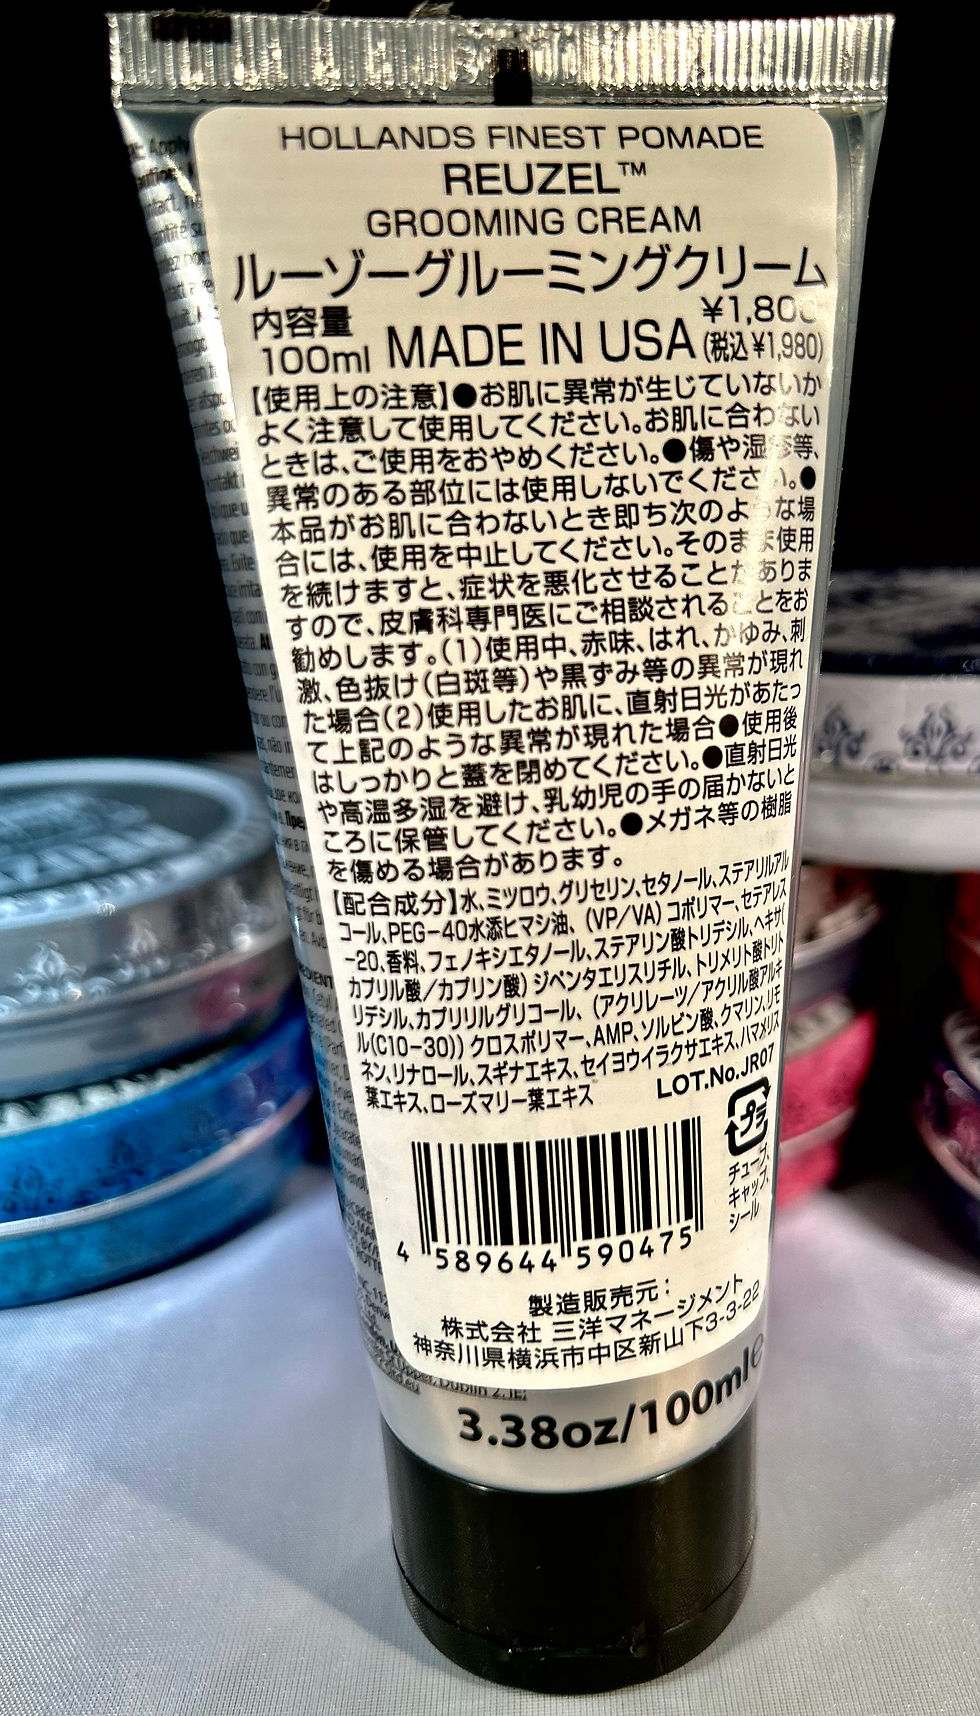 HOLLANDS FINEST POMADE
REUZEL™
GROOMING CREAM
ルーゾーグルーミングクリーム
内容量
100ml
MADE IN USA
¥1,800
(税込¥1,980)
【使用上の注意】●お肌に異常が生じていないか
よく注意して使用してください。お肌に合わない
ときは、ご使用をおやめください。●傷や湿疹等、
異常のある部位には使用しないでください。●
本品がお肌に合わないとき即ち次のような場
合には、使用を中止してください。そのまま使用
を続けますと、症状を悪化させることがありま
すので、皮膚科専門医にご相談されることをお
勧めします。(1)使用中、赤味、はれ、かゆみ、刺
激、色抜け(白斑等)や黒ずみ等の異常が現れ
た場合(2)使用したお肌に、直射日光があたっ
て上記のような異常が現れた場合●使用後
はしっかりと蓋を閉めてください。●直射日光
や高温多湿を避け、乳幼児の手の届かないと
ころに保管してください。●メガネ等の樹脂
を傷める場合があります。
【配合成分】水、ミツロウ、グリセリン、セタノール、ステアリルアル
コール、PEG-40水添ヒマシ油、(VP/VA)コポリマー、セテアレス
-20、香料、フェノキシエタノール、ステアリン酸トリデシル、ヘキサ(
カプリル酸/カプリン酸)ジペンタエリスリチル、トリメリト酸トリト
リデシル、カプリリルグリコール、(アクリレーツ/アクリル酸アルキ
ル(C10-30))クロスポリマー、AMP、ソルビン酸、クマリン、リモ
ネン、リナロール、スギナエキス、セイヨウイラクサエキス、ハマメリス
葉エキス、ローズマリー葉エキス
LOT.No.JR07
プラ
チューブ、
キャップ、
シール
4 589644 590475
製造販売元：
株式会社 三洋マネージメント
神奈川県横浜市中区新山下3-3-22
Upper, Dublin 2, IE;
3.38oz/100ml e